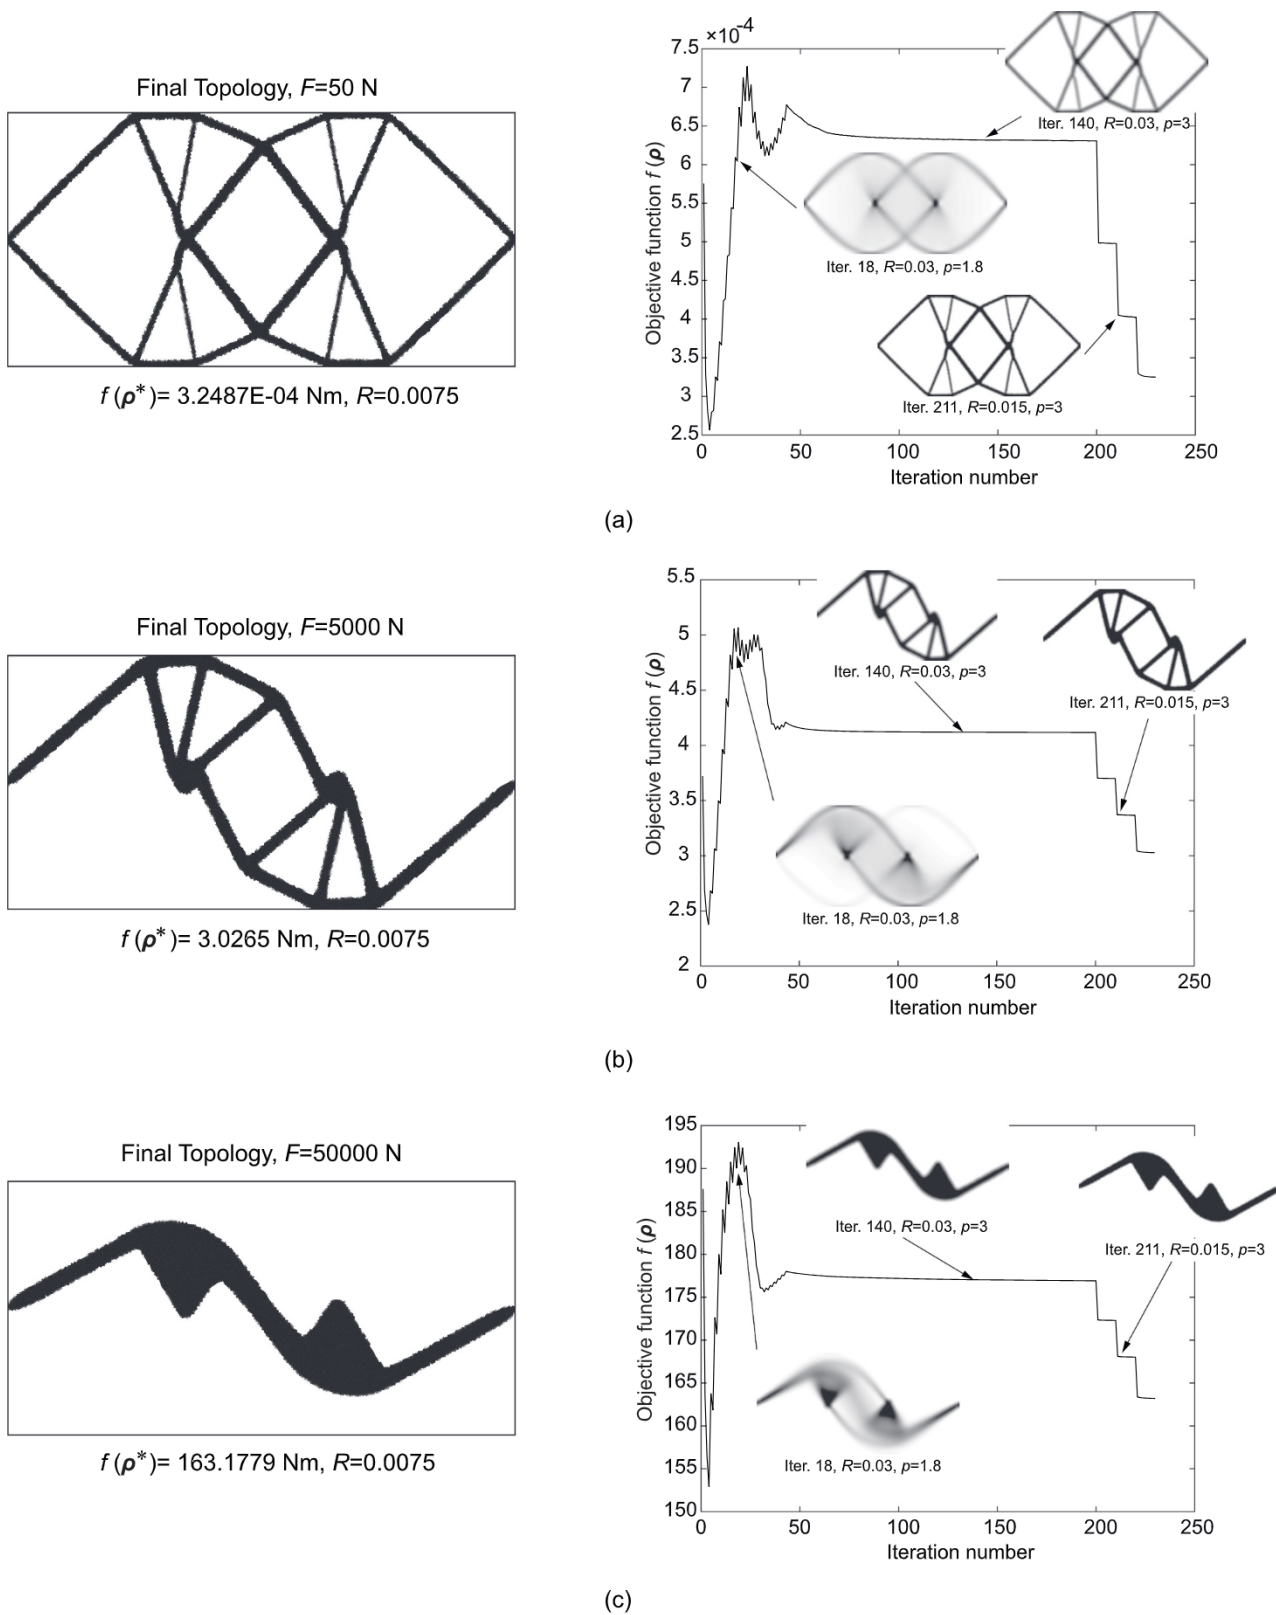 Final Topology, F=50 N
f (ρ*)= 3.2487E-04 Nm, R=0.0075
×10⁻⁴
7.5
7
6.5
6
5.5
5
4.5
4
3.5
3
2.5
Objective function f (ρ)
Iter. 140, R=0.03, p=3
Iter. 18, R=0.03, p=1.8
Iter. 211, R=0.015, p=3
0 50 100 150 200 250
Iteration number
(a)
Final Topology, F=5000 N
f (ρ*)= 3.0265 Nm, R=0.0075
5.5
5
4.5
4
3.5
3
2.5
2
Objective function f (ρ)
Iter. 140, R=0.03, p=3
Iter. 211, R=0.015, p=3
Iter. 18, R=0.03, p=1.8
0 50 100 150 200 250
Iteration number
(b)
Final Topology, F=50000 N
f (ρ*)= 163.1779 Nm, R=0.0075
195
190
185
180
175
170
165
160
155
150
Objective function f (ρ)
Iter. 140, R=0.03, p=3
Iter. 211, R=0.015, p=3
Iter. 18, R=0.03, p=1.8
0 50 100 150 200 250
Iteration number
(c)